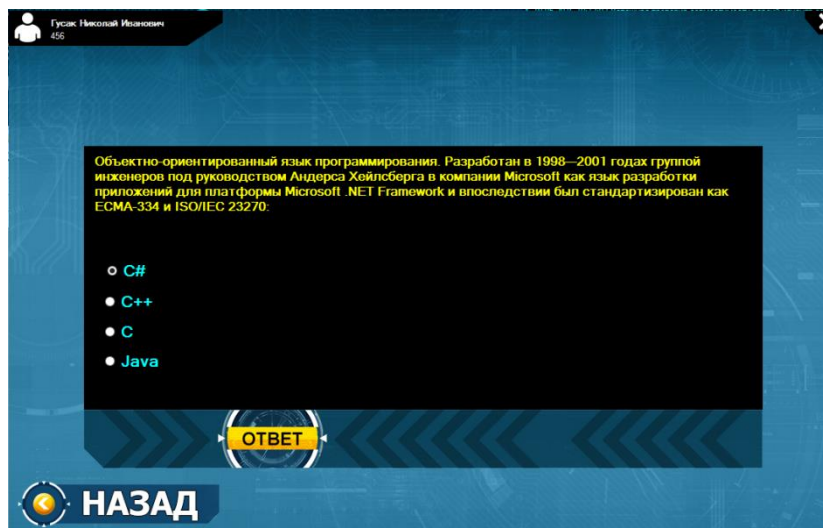 Гусак Николай Иванович
456
Объектно-ориентированный язык программирования. Разработан в 1998—2001 годах группой
инженеров под руководством Андерса Хейлсберга в компании Microsoft как язык разработки
приложений для платформы Microsoft .NET Framework и впоследствии был стандартизирован как
ECMA-334 и ISO/IEC 23270:
C#
C++
C
Java
ОТВЕТ
НАЗАД